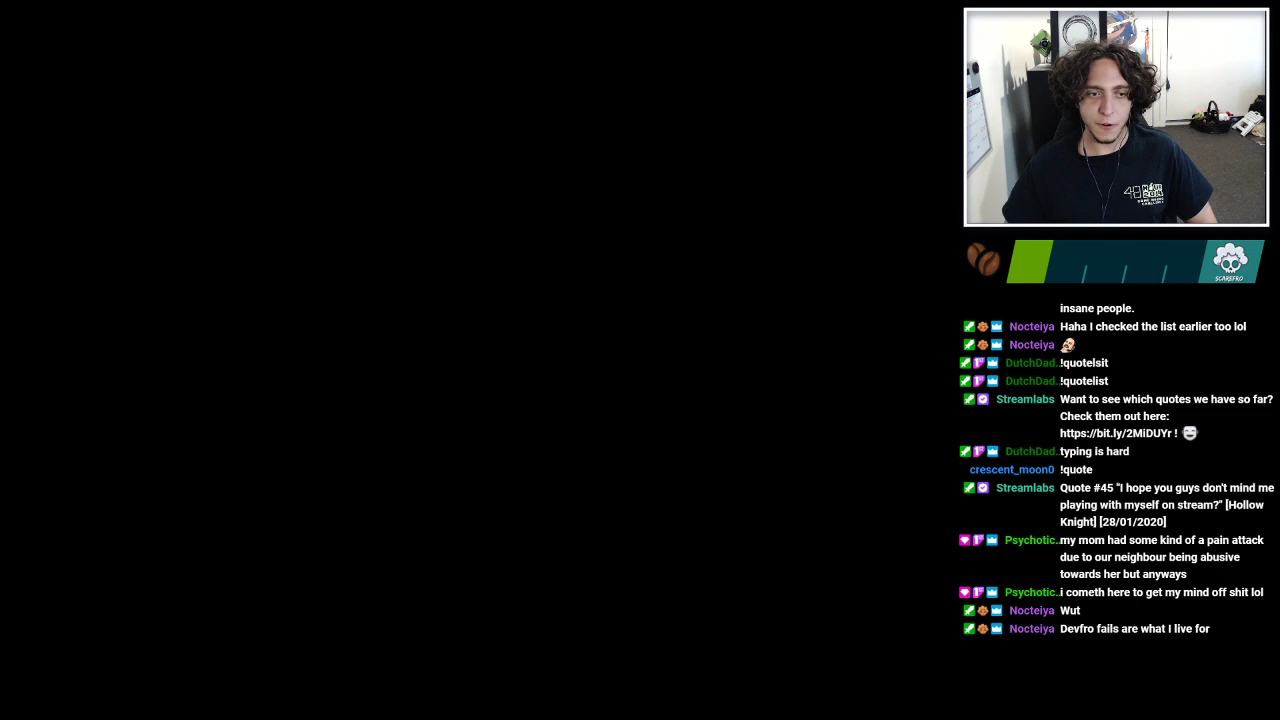 48 HOUR
SCAREFRO
insane people.
Nocteiya Haha I checked the list earlier too lol
Nocteiya
DutchDad.. !quotelsit
DutchDad.. !quotelist
Streamlabs Want to see which quotes we have so far?
Check them out here:
https://bit.ly/2MiDUYr !
DutchDad.. typing is hard
crescent_moon0 !quote
Streamlabs Quote #45 "I hope you guys don't mind me
playing with myself on stream?" [Hollow
Knight] [28/01/2020]
Psychotic.. my mom had some kind of a pain attack
due to our neighbour being abusive
towards her but anyways
Psychotic.. i cometh here to get my mind off shit lol
Nocteiya Wut
Nocteiya Devfro fails are what I live for